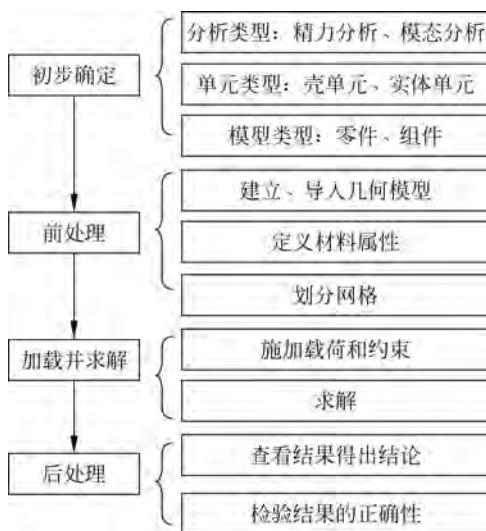 分析类型：精力分析、模态分析
初步确定
单元类型：壳单元、实体单元
模型类型：零件、组件
建立、导入几何模型
前处理
定义材料属性
划分网格
施加载荷和约束
加载并求解
求解
查看结果得出结论
后处理
检验结果的正确性